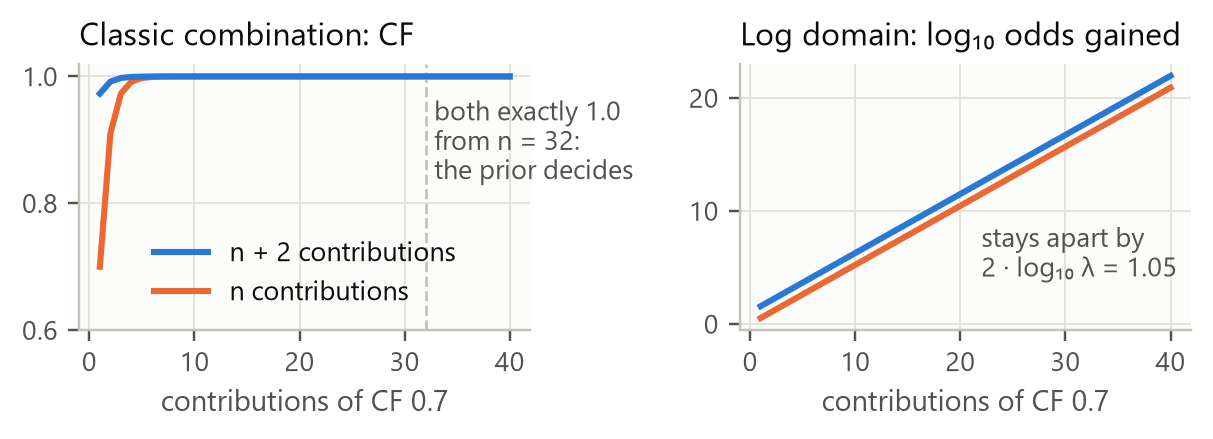 Classic combination: CF
1.0
0.8
0.6
both exactly 1.0
from n = 32:
the prior decides
n + 2 contributions
n contributions
0 10 20 30 40
contributions of CF 0.7
Log domain: log₁₀ odds gained
20
10
0
stays apart by
2 · log₁₀ λ = 1.05
0 10 20 30 40
contributions of CF 0.7